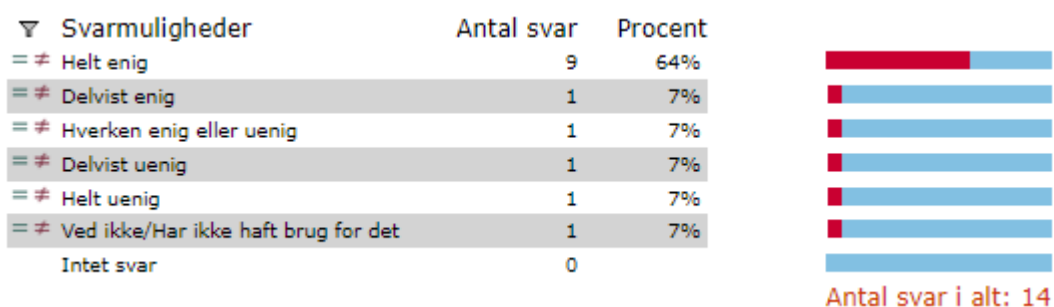 Svarmuligheder Antal svar Procent
= ≠ Helt enig 9 64%
= ≠ Delvist enig 1 7%
= ≠ Hverken enig eller uenig 1 7%
= ≠ Delvist uenig 1 7%
= ≠ Helt uenig 1 7%
= ≠ Ved ikke/Har ikke haft brug for det 1 7%
Intet svar 0
Antal svar i alt: 14